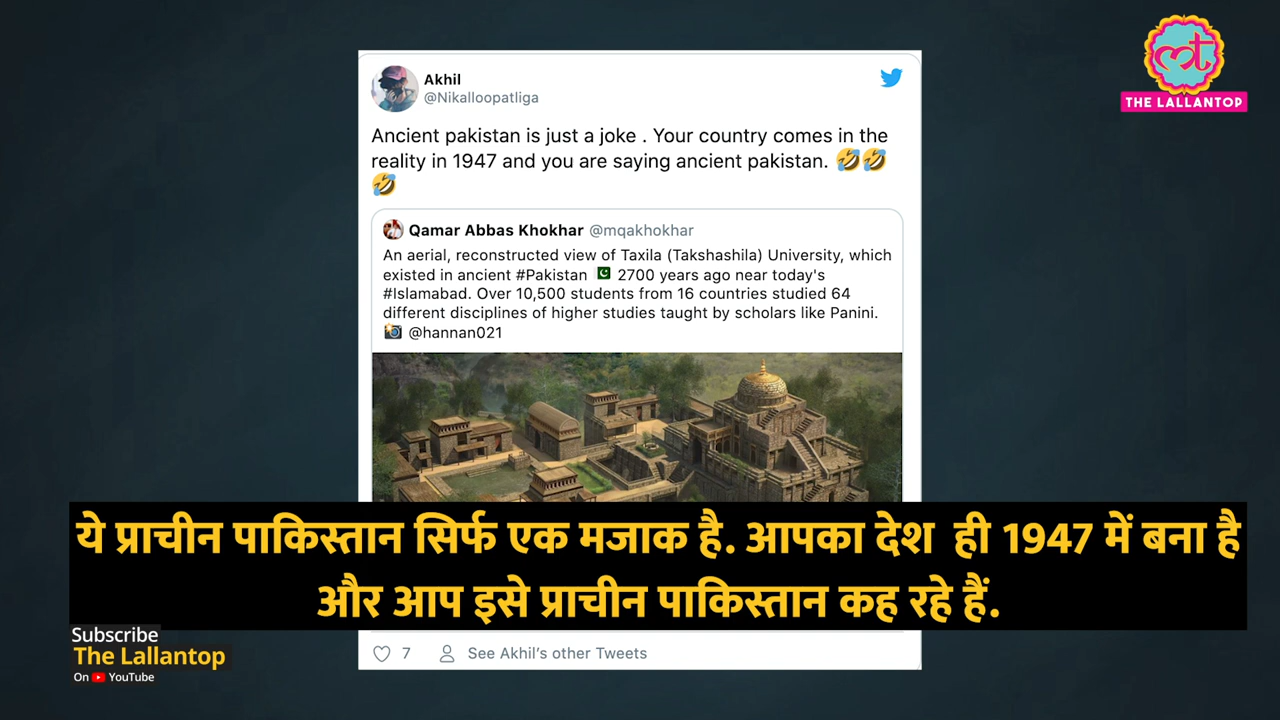 लт
THE LALLANTOP
Akhil
@Nikalloopatliga
Ancient pakistan is just a joke . Your country comes in the
reality in 1947 and you are saying ancient pakistan. 🤣🤣
🤣
Qamar Abbas Khokhar @mqakhokhar
An aerial, reconstructed view of Taxila (Takshashila) University, which
existed in ancient #Pakistan 🇵🇰 2700 years ago near today's
#Islamabad. Over 10,500 students from 16 countries studied 64
different disciplines of higher studies taught by scholars like Panini.
📸 @hannan021
ये प्राचीन पाकिस्तान सिर्फ एक मजाक है. आपका देश ही 1947 में बना है
और आप इसे प्राचीन पाकिस्तान कह रहे हैं.
Subscribe
The Lallantop
On YouTube
7 See Akhil's other Tweets